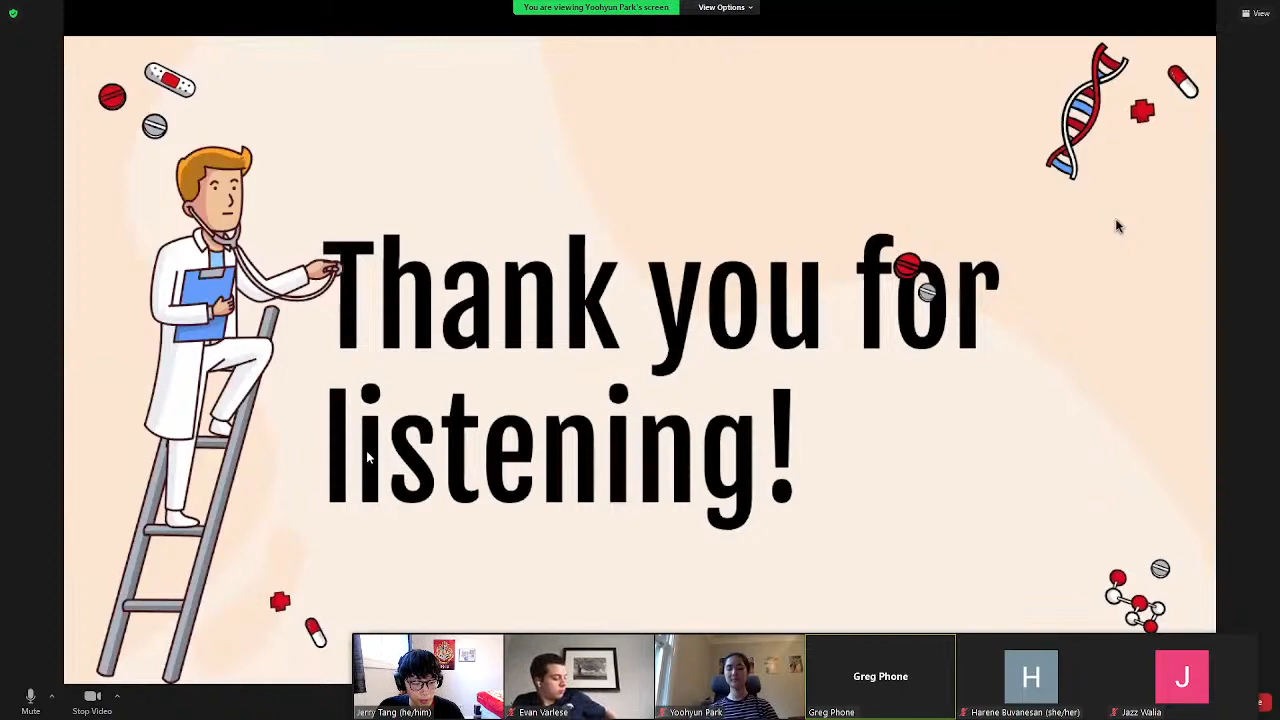 You are viewing Yoohyun Park's screen
View Options
View
Thank you for
listening!
Greg Phone
H
J
Mute
Stop Video
Jerry Tang (he/him)
Evan Varlese
Yoohyun Park
Greg Phone
Harene Buvanesan (she/her)
Jazz Walia